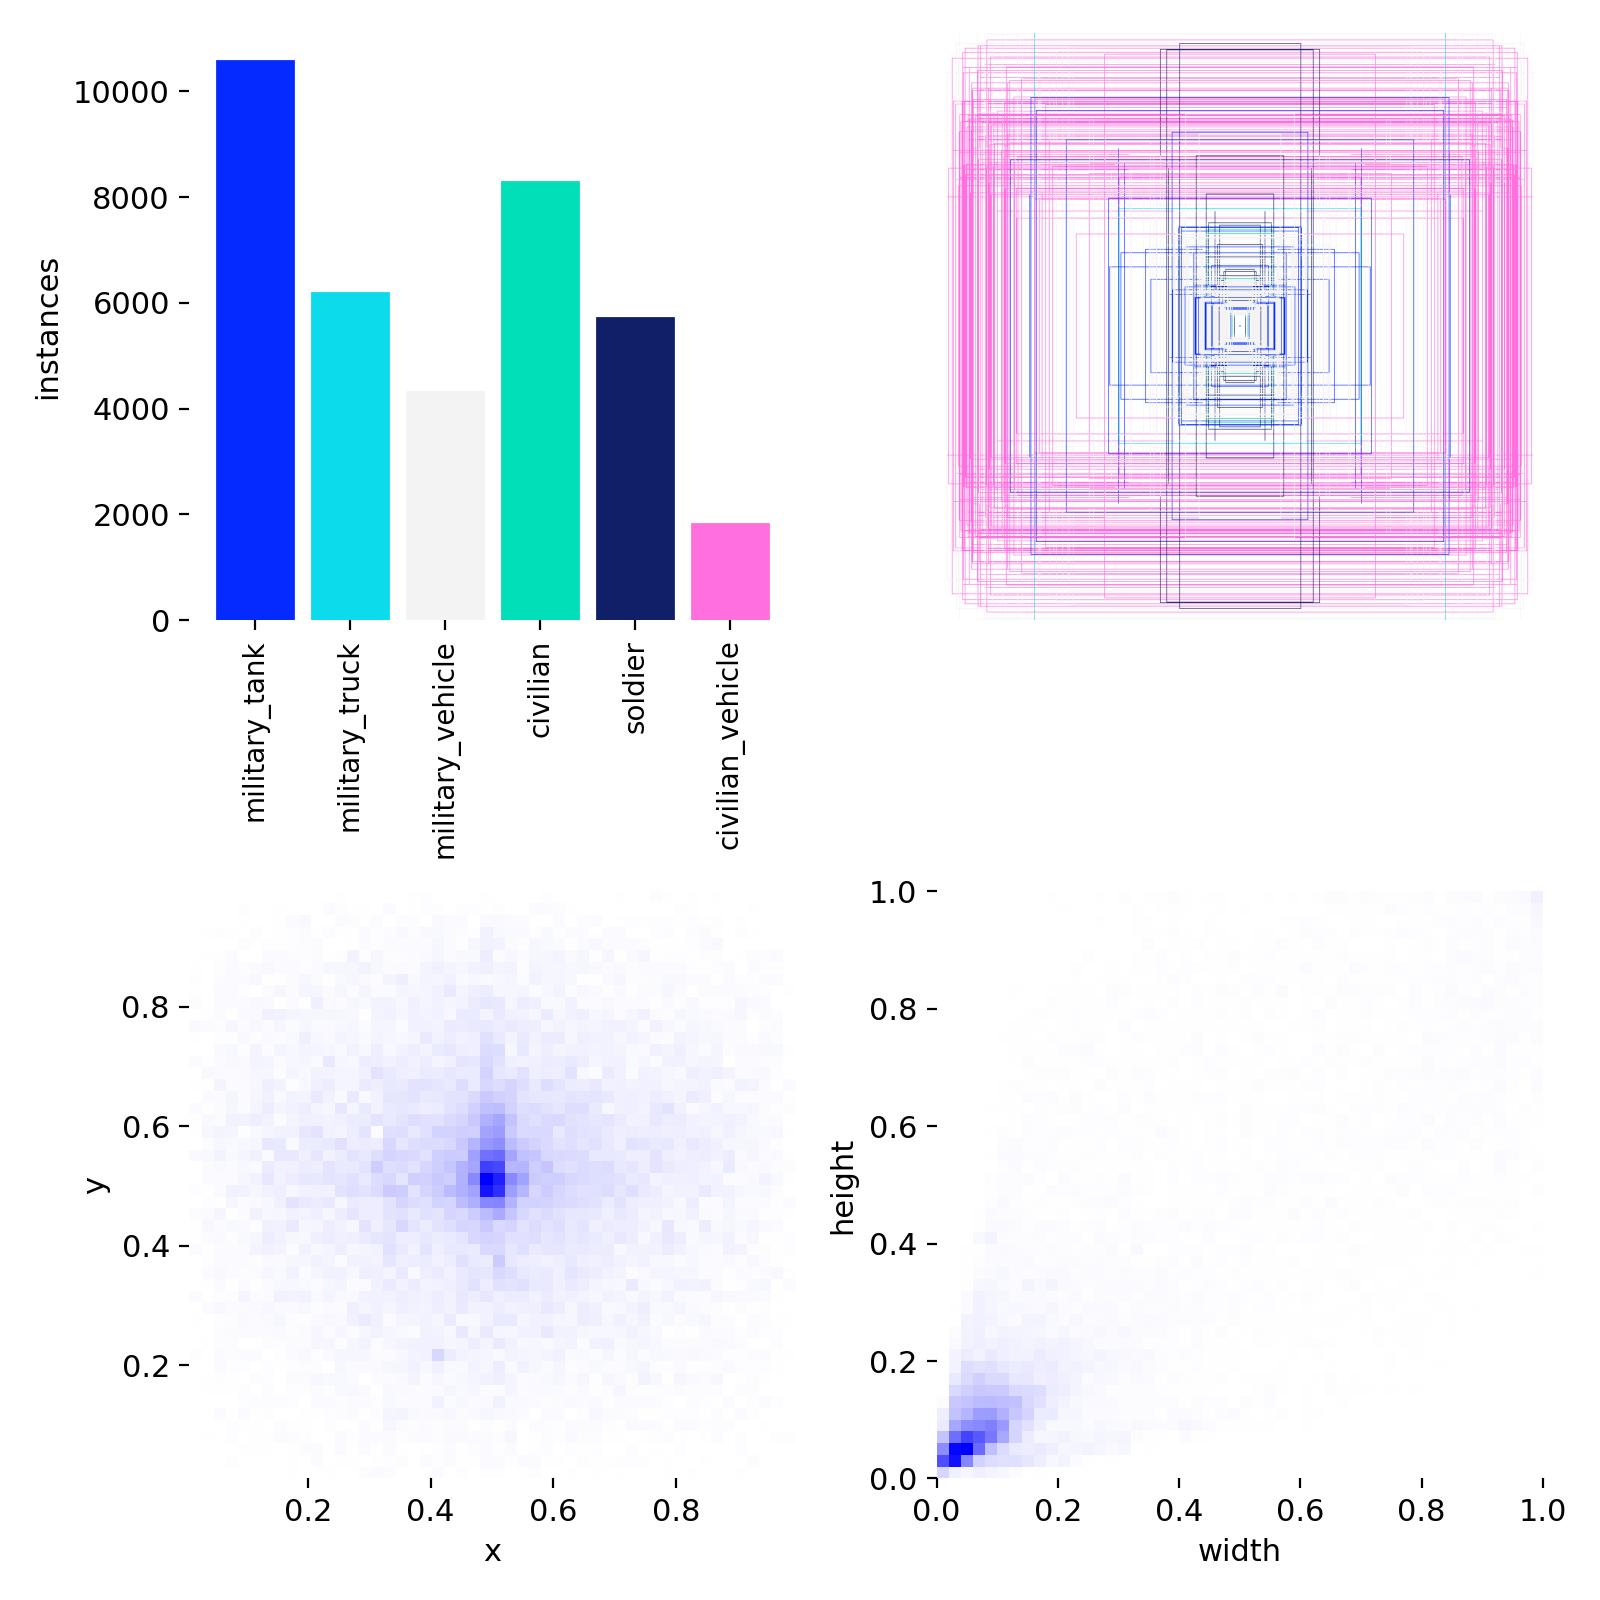 10000
8000
6000
4000
2000
0
instances
military_tank
military_truck
military_vehicle
civilian
soldier
civilian_vehicle
0.8
0.6
0.4
0.2
y
0.2 0.4 0.6 0.8
x
1.0
0.8
0.6
0.4
0.2
0.0
height
0.0 0.2 0.4 0.6 0.8 1.0
width